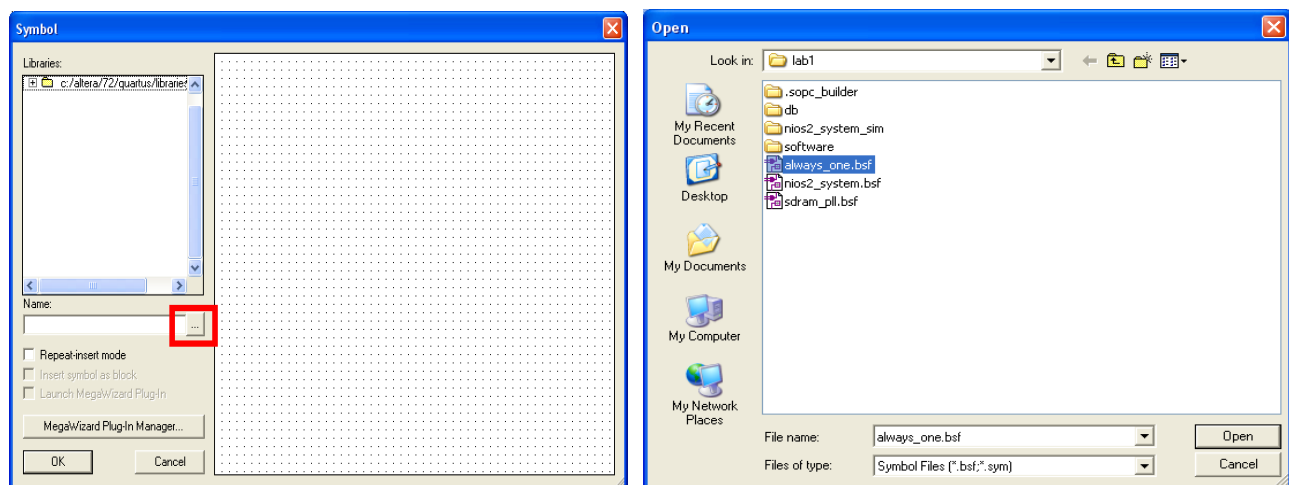 Symbol
Libraries:
c:/altera/72/quartus/libraries
Name:
...
Repeat-insert mode
Insert symbol as block
Launch MegaWizard Plug-In
MegaWizard Plug-In Manager...
OK
Cancel
Open
Look in:
lab1
My Recent
Documents
Desktop
My Documents
My Computer
My Network
Places
.sopc_builder
db
nios2_system_sim
software
always_one.bsf
nios2_system.bsf
sdram_pll.bsf
File name:
always_one.bsf
Open
Files of type:
Symbol Files (*.bsf;*.sym)
Cancel